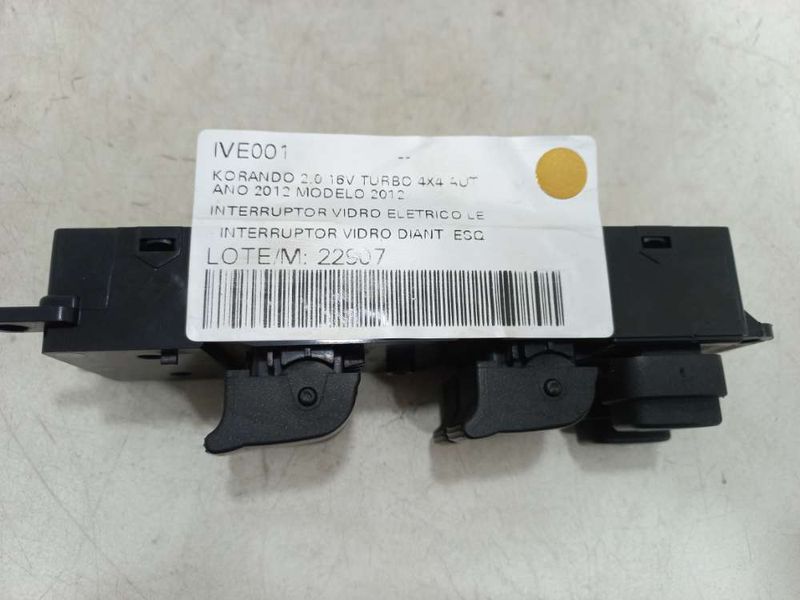 IVE001 --
KORANDO 2.0 16V TURBO 4X4 AUT
ANO 2012 MODELO 2012
INTERRUPTOR VIDRO ELETRICO LE
- INTERRUPTOR VIDRO DIANT ESQ
LOTE/M: 22907